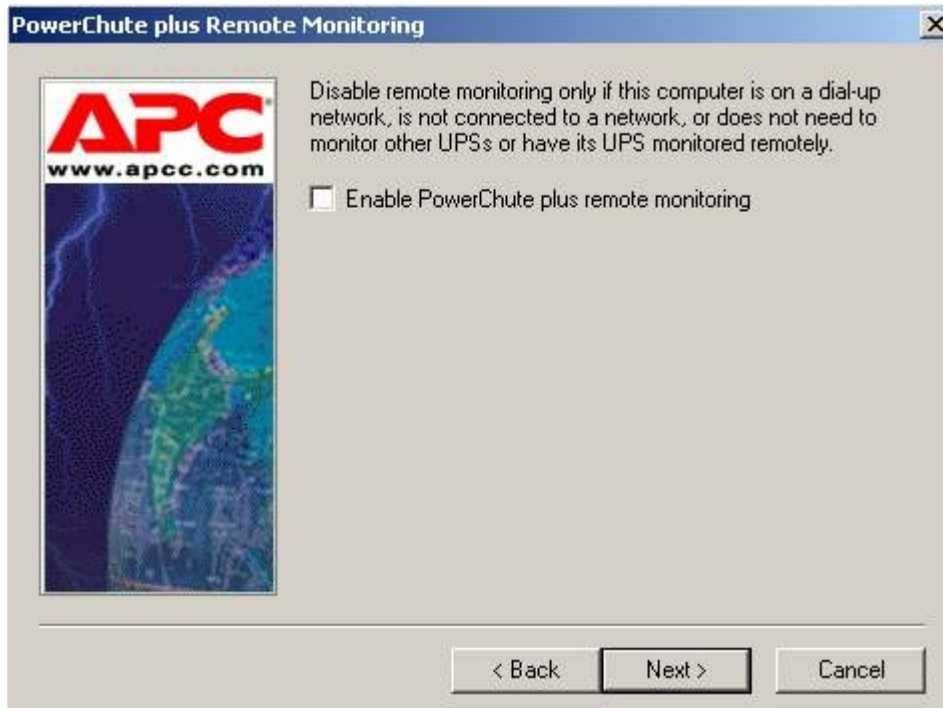 PowerChute plus Remote Monitoring
APC
www.apcc.com
Disable remote monitoring only if this computer is on a dial-up
network, is not connected to a network, or does not need to
monitor other UPSs or have its UPS monitored remotely.
Enable PowerChute plus remote monitoring
< Back
Next >
Cancel